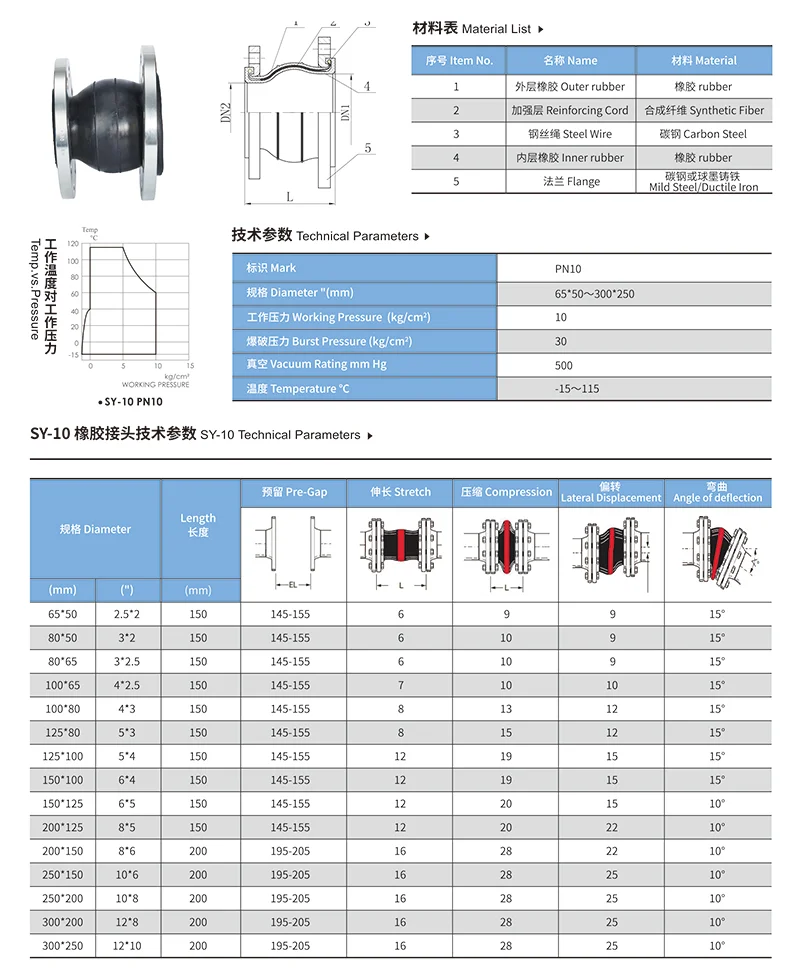 1 2 3
DN2
DN1
4
5
L
材料表 Material List
序号 Item No. 名称 Name 材料 Material
1 外层橡胶 Outer rubber 橡胶 rubber
2 加强层 Reinforcing Cord 合成纤维 Synthetic Fiber
3 钢丝绳 Steel Wire 碳钢 Carbon Steel
4 内层橡胶 Inner rubber 橡胶 rubber
5 法兰 Flange 碳钢或球墨铸铁
Mild Steel/Ductile Iron
工作温度对工作压力
Temp.vs.Pressure
Temp
°C
120
100
80
60
40
20
0
-15
0 5 10 15
kg/cm²
WORKING PRESSURE
•SY-10 PN10
技术参数 Technical Parameters
标识 Mark PN10
规格 Diameter "(mm) 65*50～300*250
工作压力 Working Pressure (kg/cm²) 10
爆破压力 Burst Pressure (kg/cm²) 30
真空 Vacuum Rating mm Hg 500
温度 Temperature °C -15～115
SY-10 橡胶接头技术参数 SY-10 Technical Parameters
规格 Diameter
Length
长度
预留 Pre-Gap 伸长 Stretch 压缩 Compression
偏转
Lateral Displacement
弯曲
Angle of deflection
EL L L
(mm) (") (mm)
65*50 2.5*2 150 145-155 6 9 9 15°
80*50 3*2 150 145-155 6 10 9 15°
80*65 3*2.5 150 145-155 6 10 9 15°
100*65 4*2.5 150 145-155 7 10 10 15°
100*80 4*3 150 145-155 8 13 12 15°
125*80 5*3 150 145-155 8 15 12 15°
125*100 5*4 150 145-155 12 19 15 15°
150*100 6*4 150 145-155 12 19 15 15°
150*125 6*5 150 145-155 12 20 15 10°
200*125 8*5 150 145-155 12 20 22 10°
200*150 8*6 200 195-205 16 28 22 10°
250*150 10*6 200 195-205 16 28 25 10°
250*200 10*8 200 195-205 16 28 25 10°
300*200 12*8 200 195-205 16 28 25 10°
300*250 12*10 200 195-205 16 28 25 10°